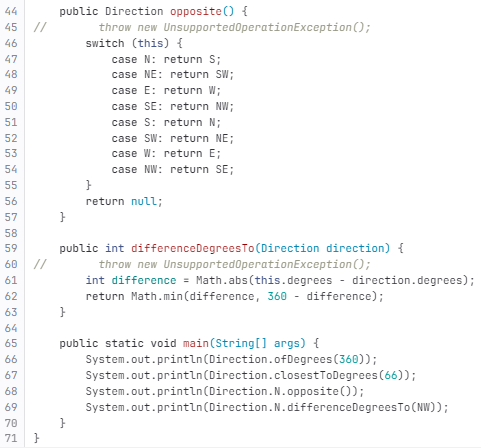 44    public Direction opposite() {
45 //        throw new UnsupportedOperationException();
46        switch (this) {
47            case N: return S;
48            case NE: return SW;
49            case E: return W;
50            case SE: return NW;
51            case S: return N;
52            case SW: return NE;
53            case W: return E;
54            case NW: return SE;
55        }
56        return null;
57    }
58
59    public int differenceDegreesTo(Direction direction) {
60 //        throw new UnsupportedOperationException();
61        int difference = Math.abs(this.degrees - direction.degrees);
62        return Math.min(difference, 360 - difference);
63    }
64
65    public static void main(String[] args) {
66        System.out.println(Direction.ofDegrees(360));
67        System.out.println(Direction.closestToDegrees(66));
68        System.out.println(Direction.N.opposite());
69        System.out.println(Direction.N.differenceDegreesTo(NW));
70    }
71 }